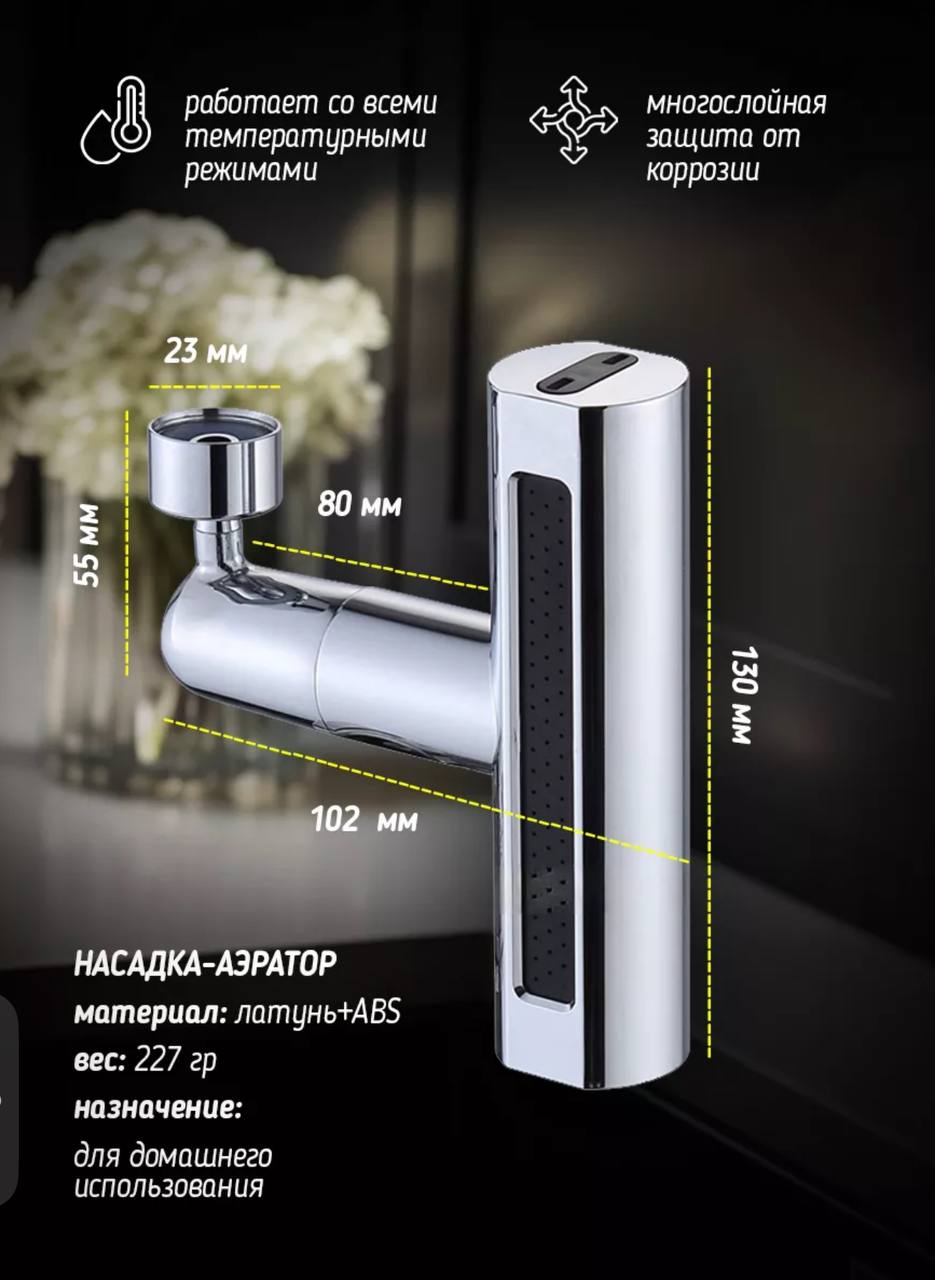 работает со всеми
температурными
режимами
многослойная
защита от
коррозии
23 мм
80 мм
55 мм
130 мм
102 мм
НАСАДКА-АЭРАТОР
материал: латунь+ABS
вес: 227 гр
назначение:
для домашнего
использования